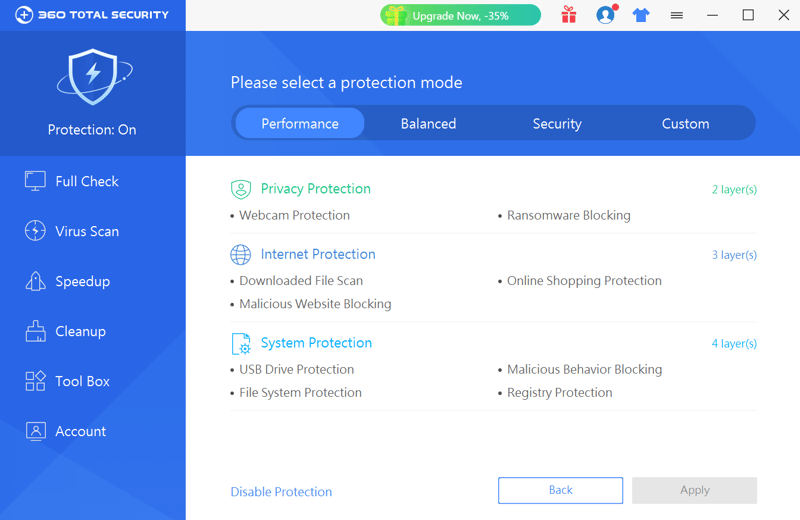 360 TOTAL SECURITY
Upgrade Now, -35%
Protection: On
Full Check
Virus Scan
Speedup
Cleanup
Tool Box
Account
Please select a protection mode
Performance Balanced Security Custom
Privacy Protection 2 layer(s)
• Webcam Protection • Ransomware Blocking
Internet Protection 3 layer(s)
• Downloaded File Scan • Online Shopping Protection
• Malicious Website Blocking
System Protection 4 layer(s)
• USB Drive Protection • Malicious Behavior Blocking
• File System Protection • Registry Protection
Disable Protection Back Apply